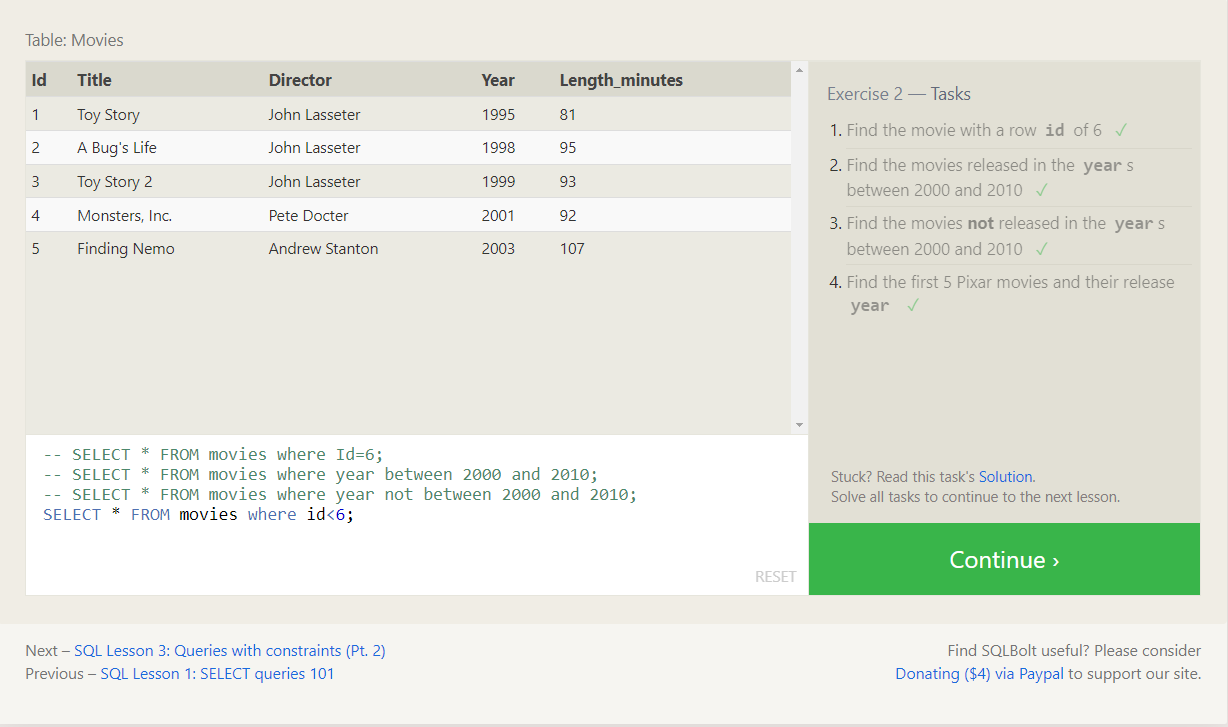 Table: Movies
Id Title Director Year Length_minutes
1 Toy Story John Lasseter 1995 81
2 A Bug's Life John Lasseter 1998 95
3 Toy Story 2 John Lasseter 1999 93
4 Monsters, Inc. Pete Docter 2001 92
5 Finding Nemo Andrew Stanton 2003 107
-- SELECT * FROM movies where Id=6;
-- SELECT * FROM movies where year between 2000 and 2010;
-- SELECT * FROM movies where year not between 2000 and 2010;
SELECT * FROM movies where id<6;
RESET
Exercise 2 — Tasks
1. Find the movie with a row id of 6 ✓
2. Find the movies released in the year s
between 2000 and 2010 ✓
3. Find the movies not released in the year s
between 2000 and 2010 ✓
4. Find the first 5 Pixar movies and their release
year ✓
Stuck? Read this task's Solution.
Solve all tasks to continue to the next lesson.
Continue ›
Next – SQL Lesson 3: Queries with constraints (Pt. 2)
Previous – SQL Lesson 1: SELECT queries 101
Find SQLBolt useful? Please consider
Donating ($4) via Paypal to support our site.